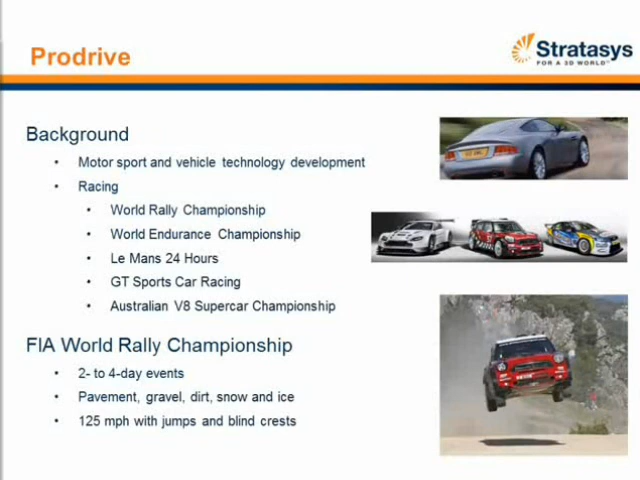 Prodrive
Stratasys
FOR A 3D WORLD™
Background
• Motor sport and vehicle technology development
• Racing
• World Rally Championship
• World Endurance Championship
• Le Mans 24 Hours
• GT Sports Car Racing
• Australian V8 Supercar Championship
FIA World Rally Championship
• 2- to 4-day events
• Pavement, gravel, dirt, snow and ice
• 125 mph with jumps and blind crests